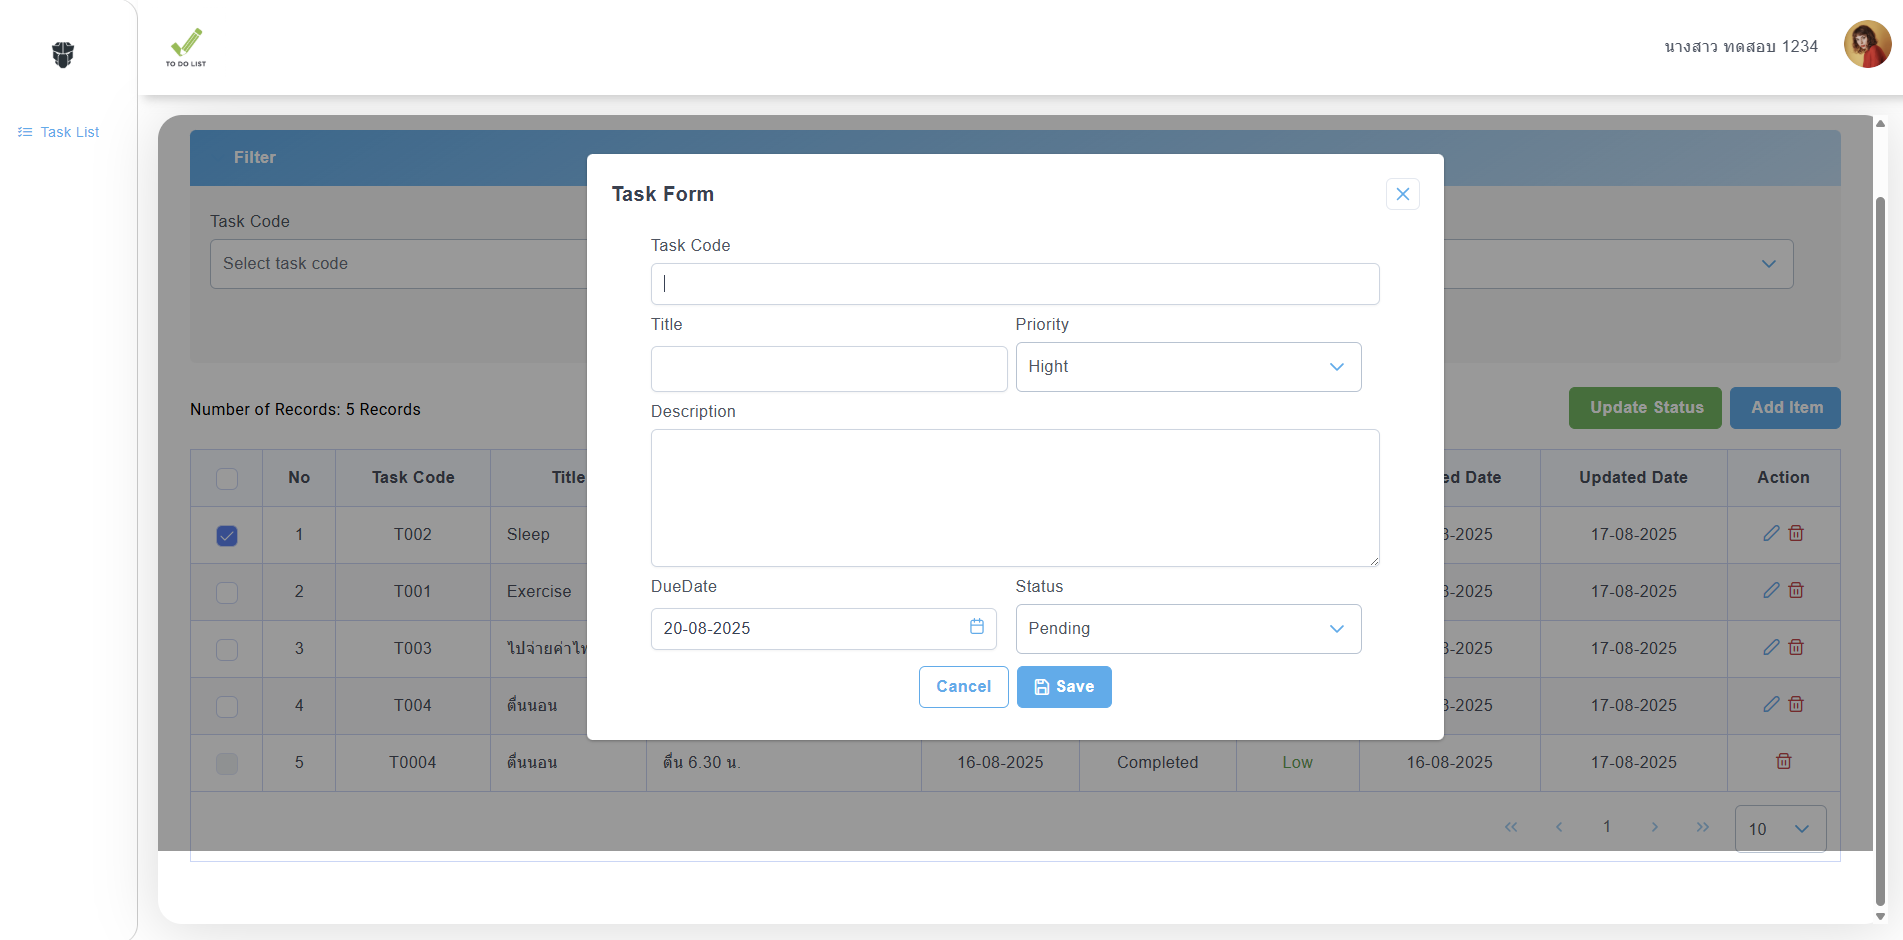 TO DO LIST
นางสาว ทดสอบ 1234
Task List
Filter
Task Code
Select task code
Task Form
Task Code
Title
Priority
Hight
Description
DueDate
Status
20-08-2025
Pending
Cancel
Save
Number of Records: 5 Records
Update Status
Add Item
No
Task Code
Title
ed Date
Updated Date
Action
1
T002
Sleep
8-2025
17-08-2025
2
T001
Exercise
8-2025
17-08-2025
3
T003
ไปจ่ายค่าไฟ
8-2025
17-08-2025
4
T004
ตื่นนอน
8-2025
17-08-2025
5
T0004
ตื่นนอน
ตื่น 6.30 น.
16-08-2025
Completed
Low
16-08-2025
17-08-2025
1
10